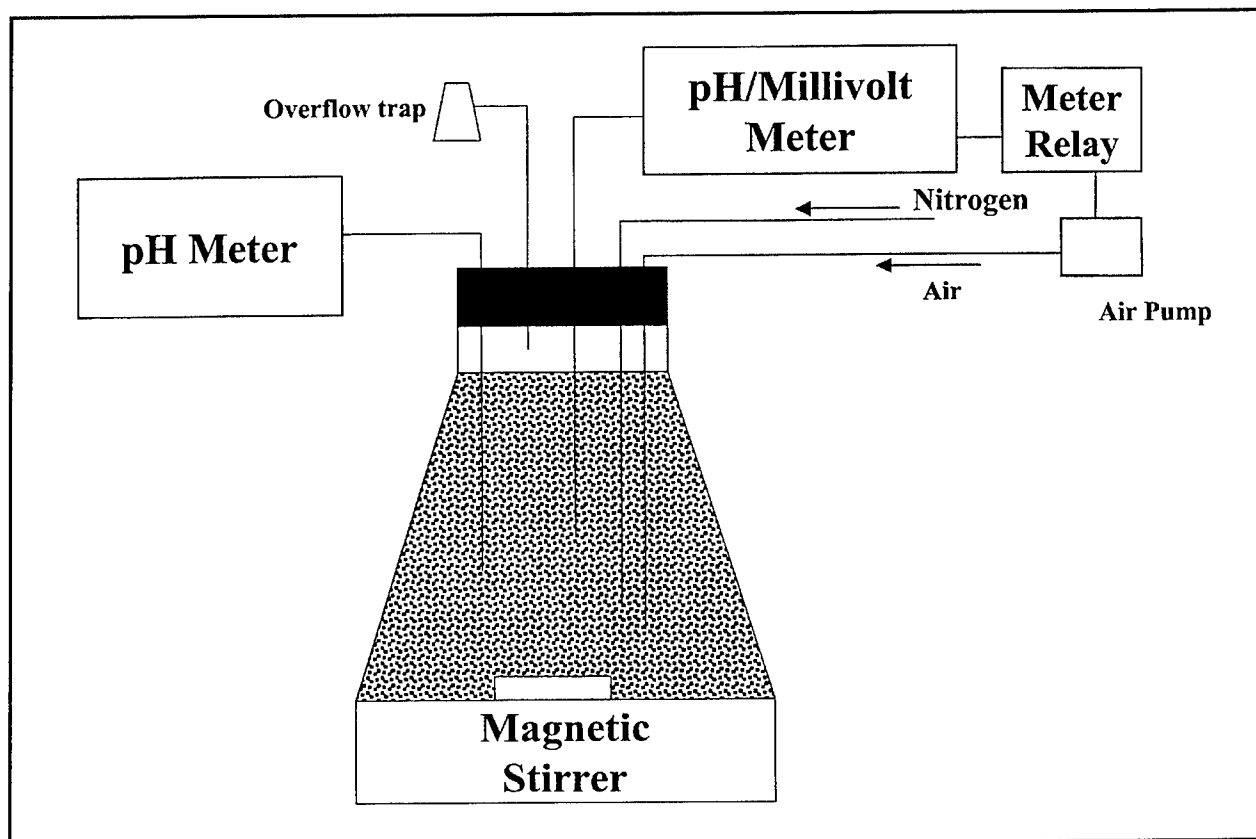 Overflow trap
pH/Millivolt
Meter
Meter
Relay
pH Meter
Nitrogen
Air
Air Pump
Magnetic
Stirrer